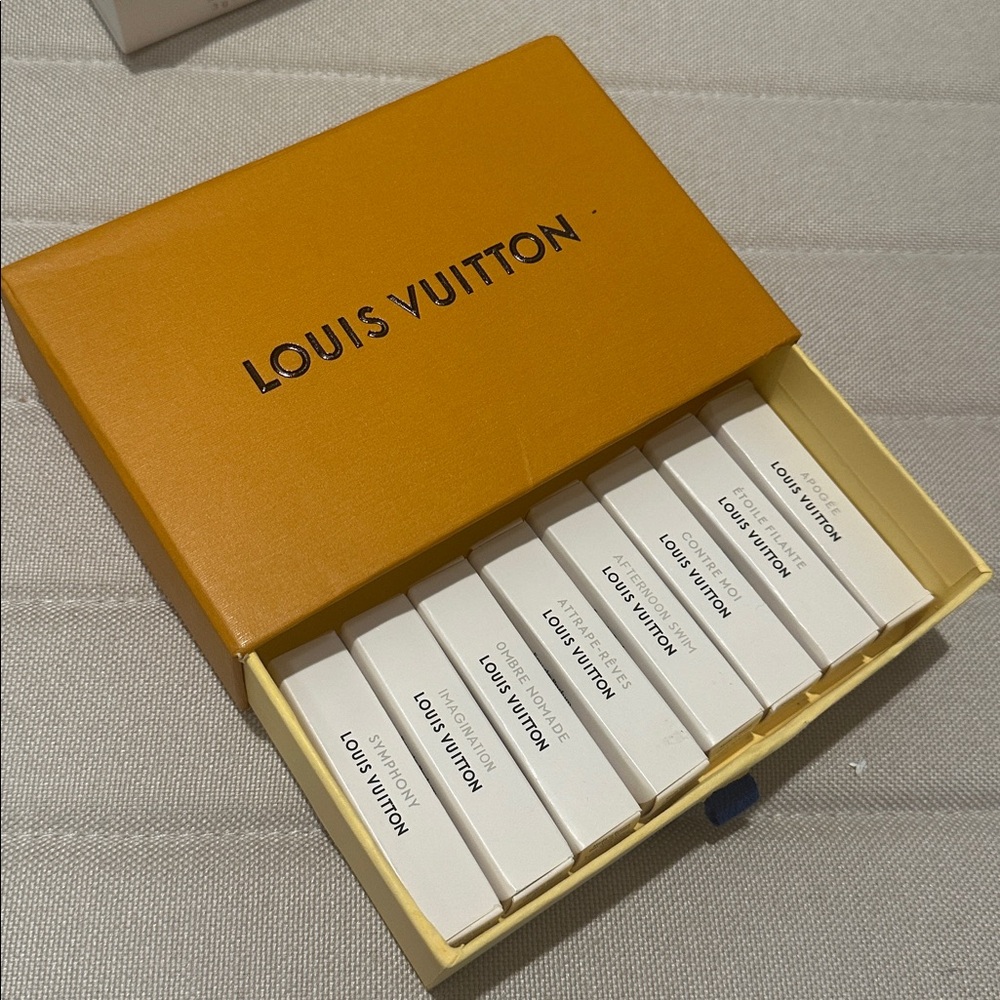 LOUIS VUITTON
SYMPHONY
LOUIS VUITTON
IMAGINATION
LOUIS VUITTON
OMBRE NOMADE
LOUIS VUITTON
ATTRAPE-RÊVES
LOUIS VUITTON
AFTERNOON SWIM
LOUIS VUITTON
CONTRE MOI
LOUIS VUITTON
ÉTOILE FILANTE
LOUIS VUITTON
APOGÉE
LOUIS VUITTON